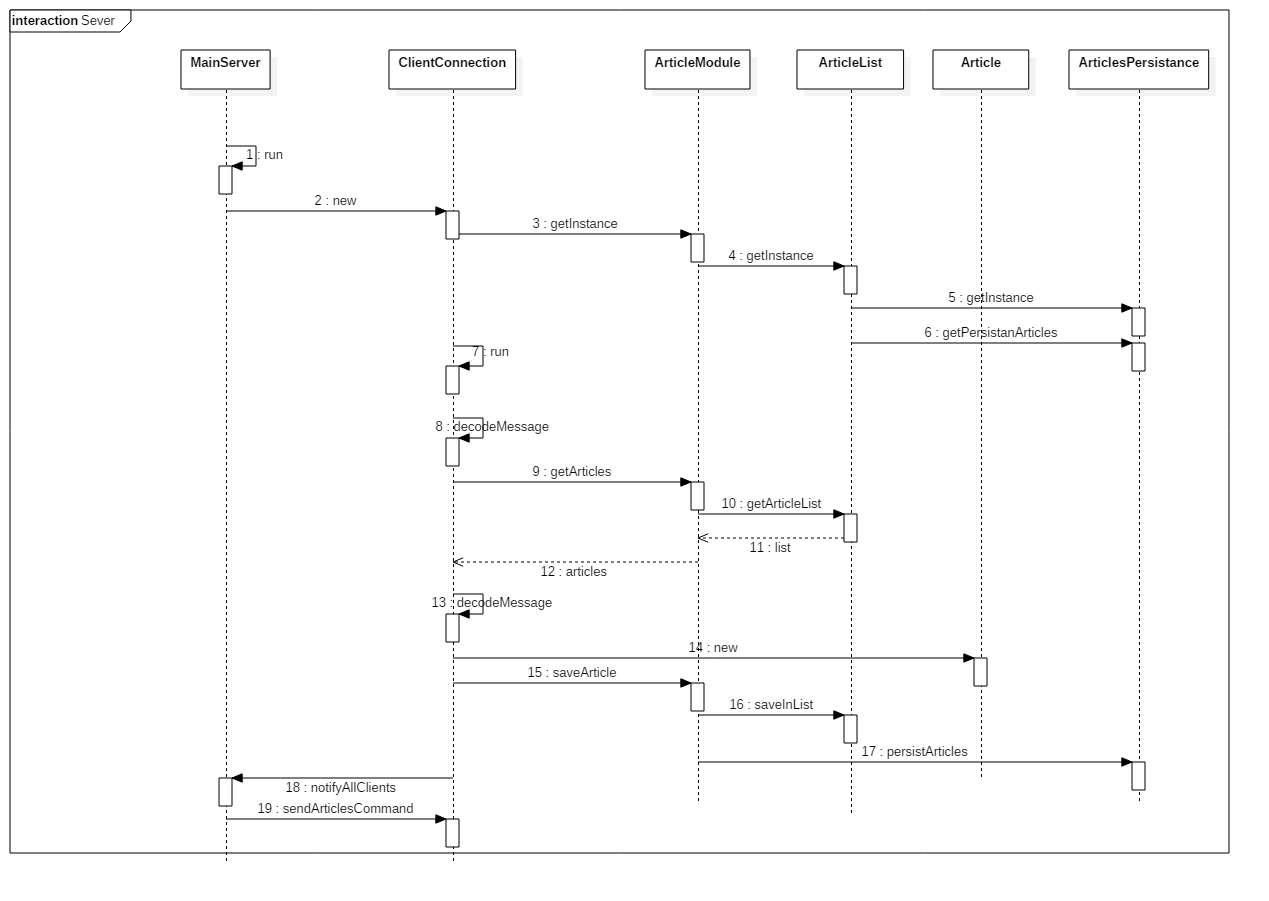 interaction Sever
MainServer
ClientConnection
ArticleModule
ArticleList
Article
ArticlesPersistance
1 : run
2 : new
3 : getInstance
4 : getInstance
5 : getInstance
6 : getPersistanArticles
7 : run
8 : decodeMessage
9 : getArticles
10 : getArticleList
11 : list
12 : articles
13 : decodeMessage
14 : new
15 : saveArticle
16 : saveInList
17 : persistArticles
18 : notifyAllClients
19 : sendArticlesCommand